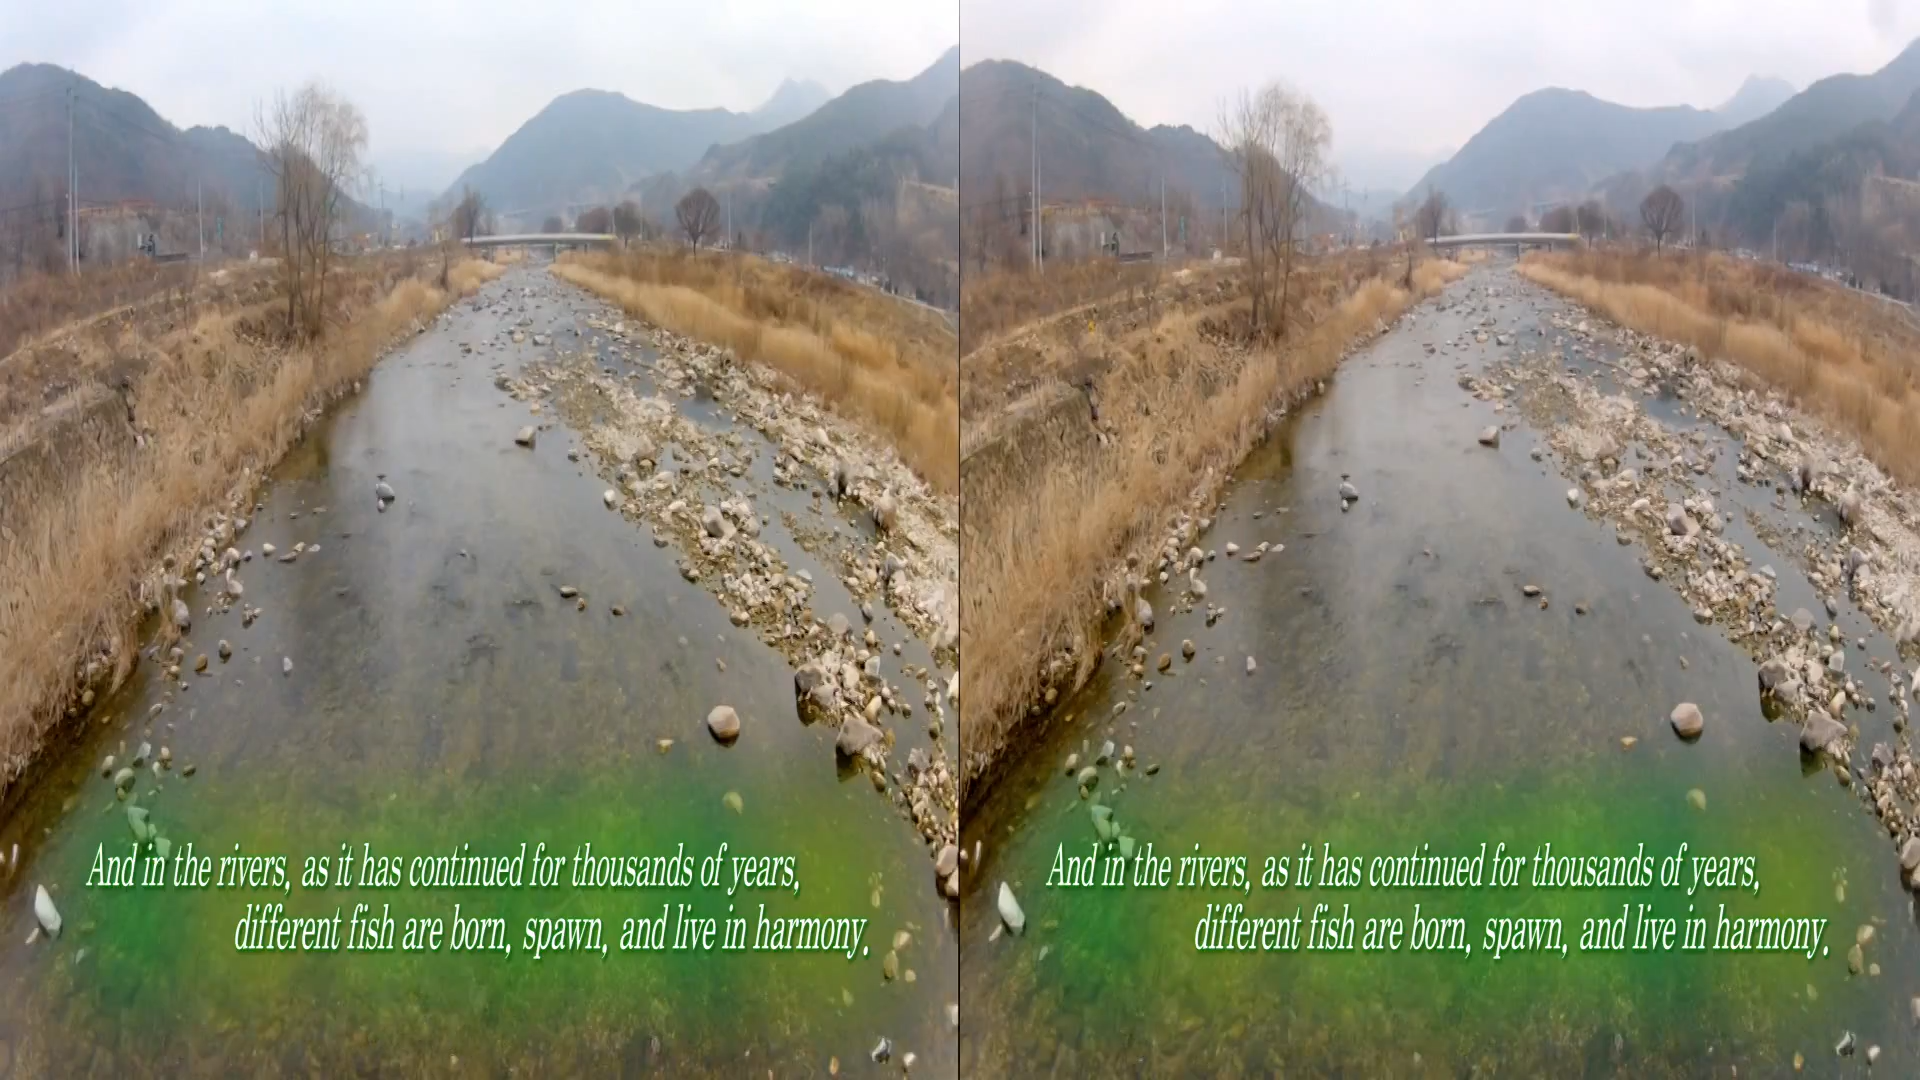 And in the rivers, as it has continued for thousands of years,
different fish are born, spawn, and live in harmony.
And in the rivers, as it has continued for thousands of years,
different fish are born, spawn, and live in harmony.